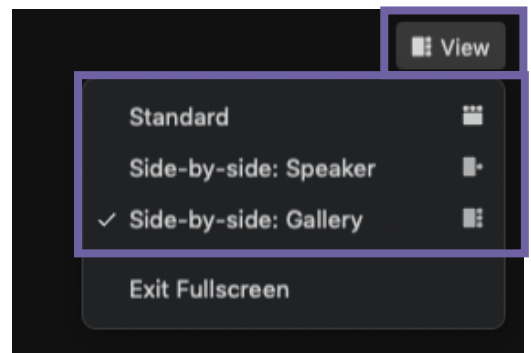 View
Standard
Side-by-side: Speaker
Side-by-side: Gallery
Exit Fullscreen